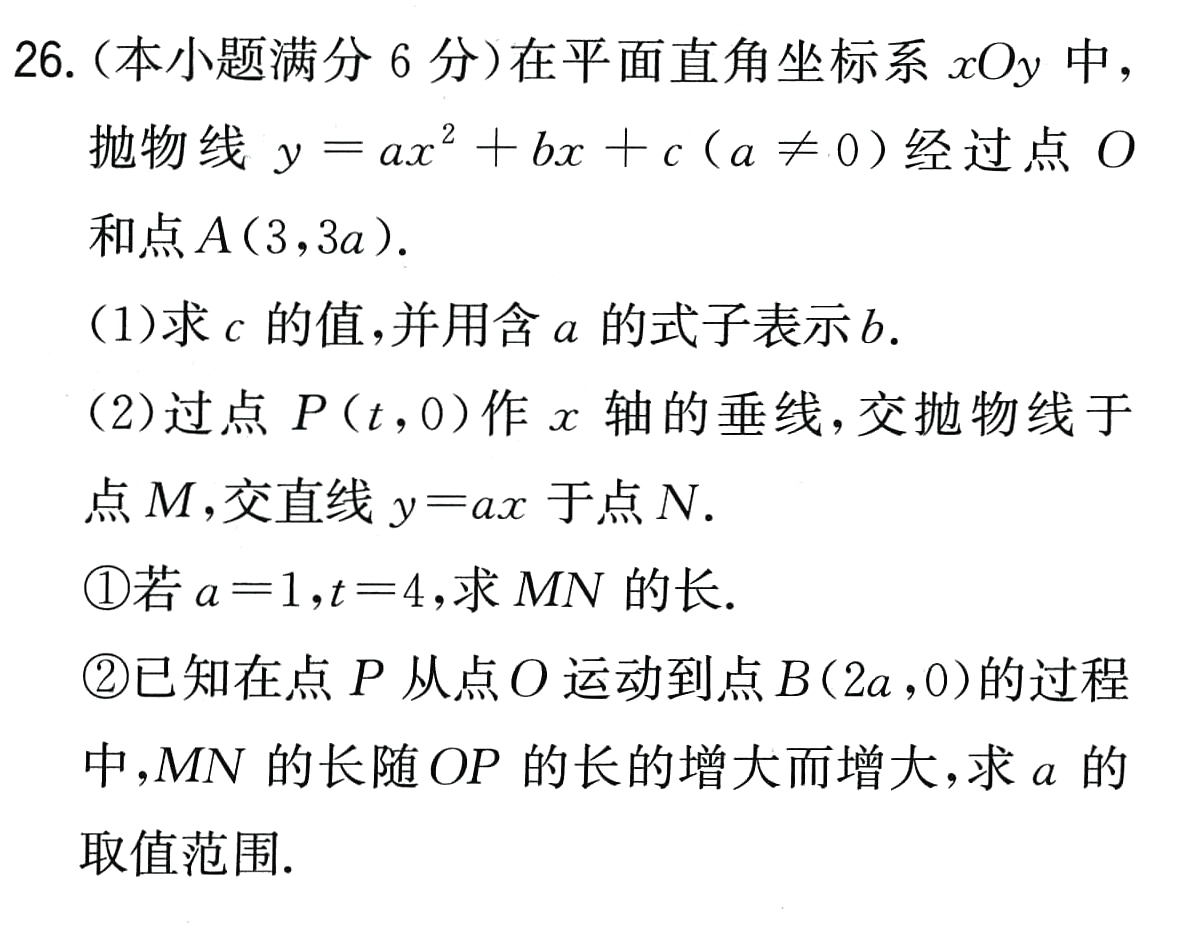 26.(本小题满分 6 分)在平面直角坐标系 xOy 中,
抛物线 y = ax² + bx + c (a ≠ 0) 经过点 O
和点 A(3,3a).
(1)求 c 的值,并用含 a 的式子表示 b.
(2)过点 P(t,0)作 x 轴的垂线,交抛物线于
点 M,交直线 y=ax 于点 N.
①若 a=1,t=4,求 MN 的长.
②已知在点 P 从点 O 运动到点 B(2a,0)的过程
中,MN 的长随 OP 的长的增大而增大,求 a 的
取值范围.